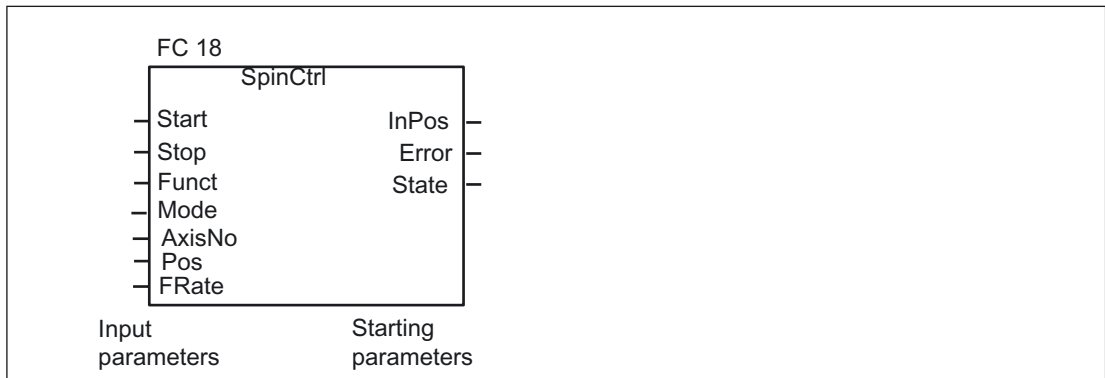 FC 18
SpinCtrl
Start
Stop
Funct
Mode
AxisNo
Pos
FRate
InPos
Error
State
Input
parameters
Starting
parameters